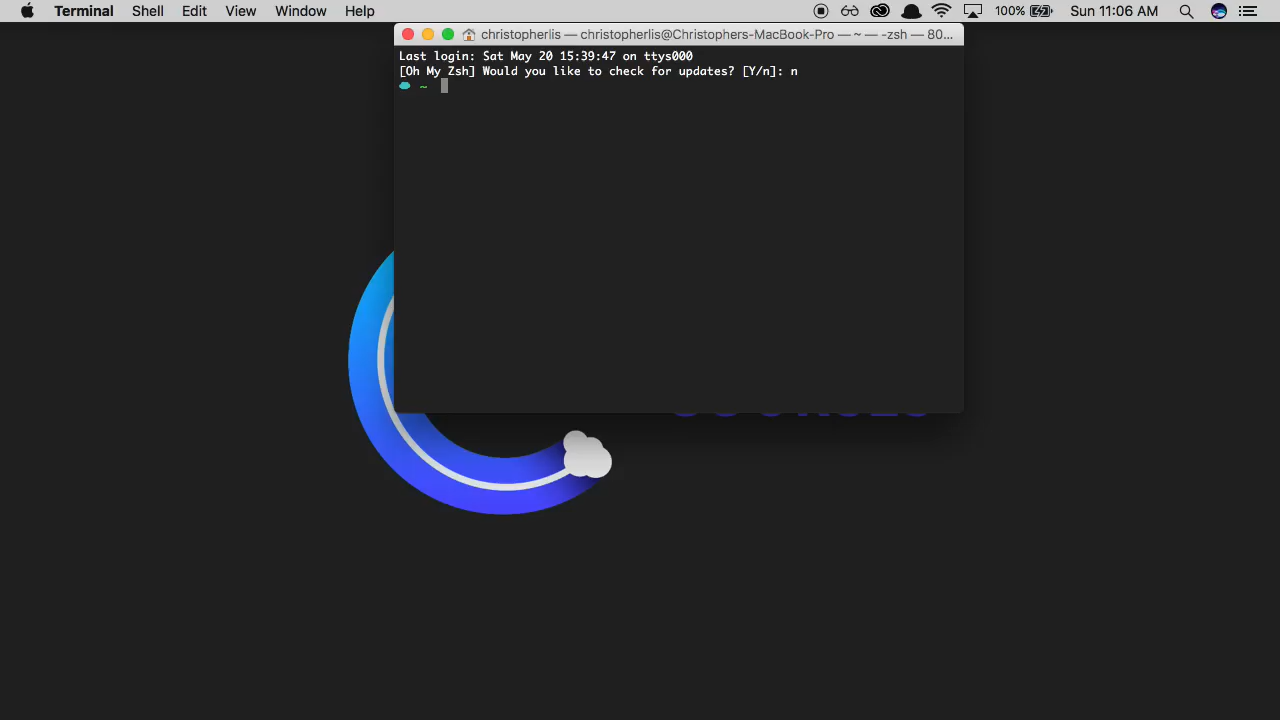 Terminal Shell Edit View Window Help 100% Sun 11:06 AM
christopherlis — christopherlis@Christophers-MacBook-Pro — ~ — -zsh — 80...
Last login: Sat May 20 15:39:47 on ttys000
[Oh My Zsh] Would you like to check for updates? [Y/n]: n
~